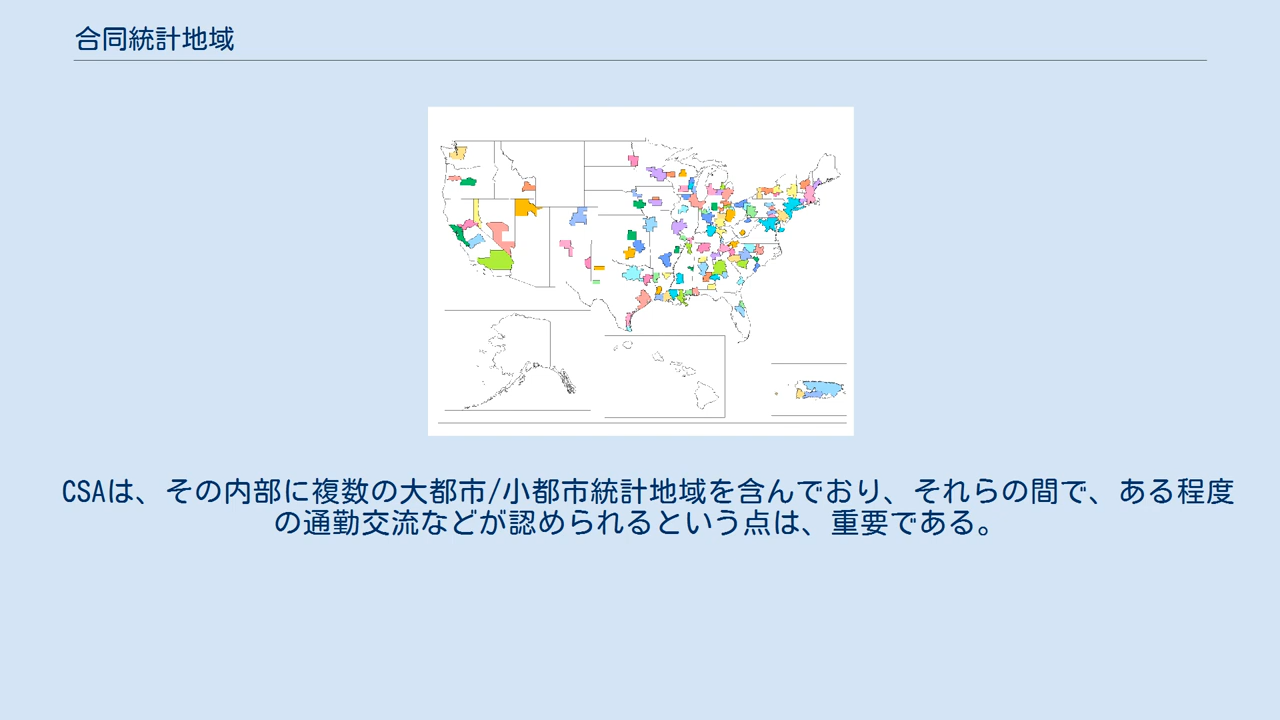 合同統計地域
CSAは、その内部に複数の大都市/小都市統計地域を含んでおり、それらの間で、ある程度
の通勤交流などが認められるという点は、重要である。